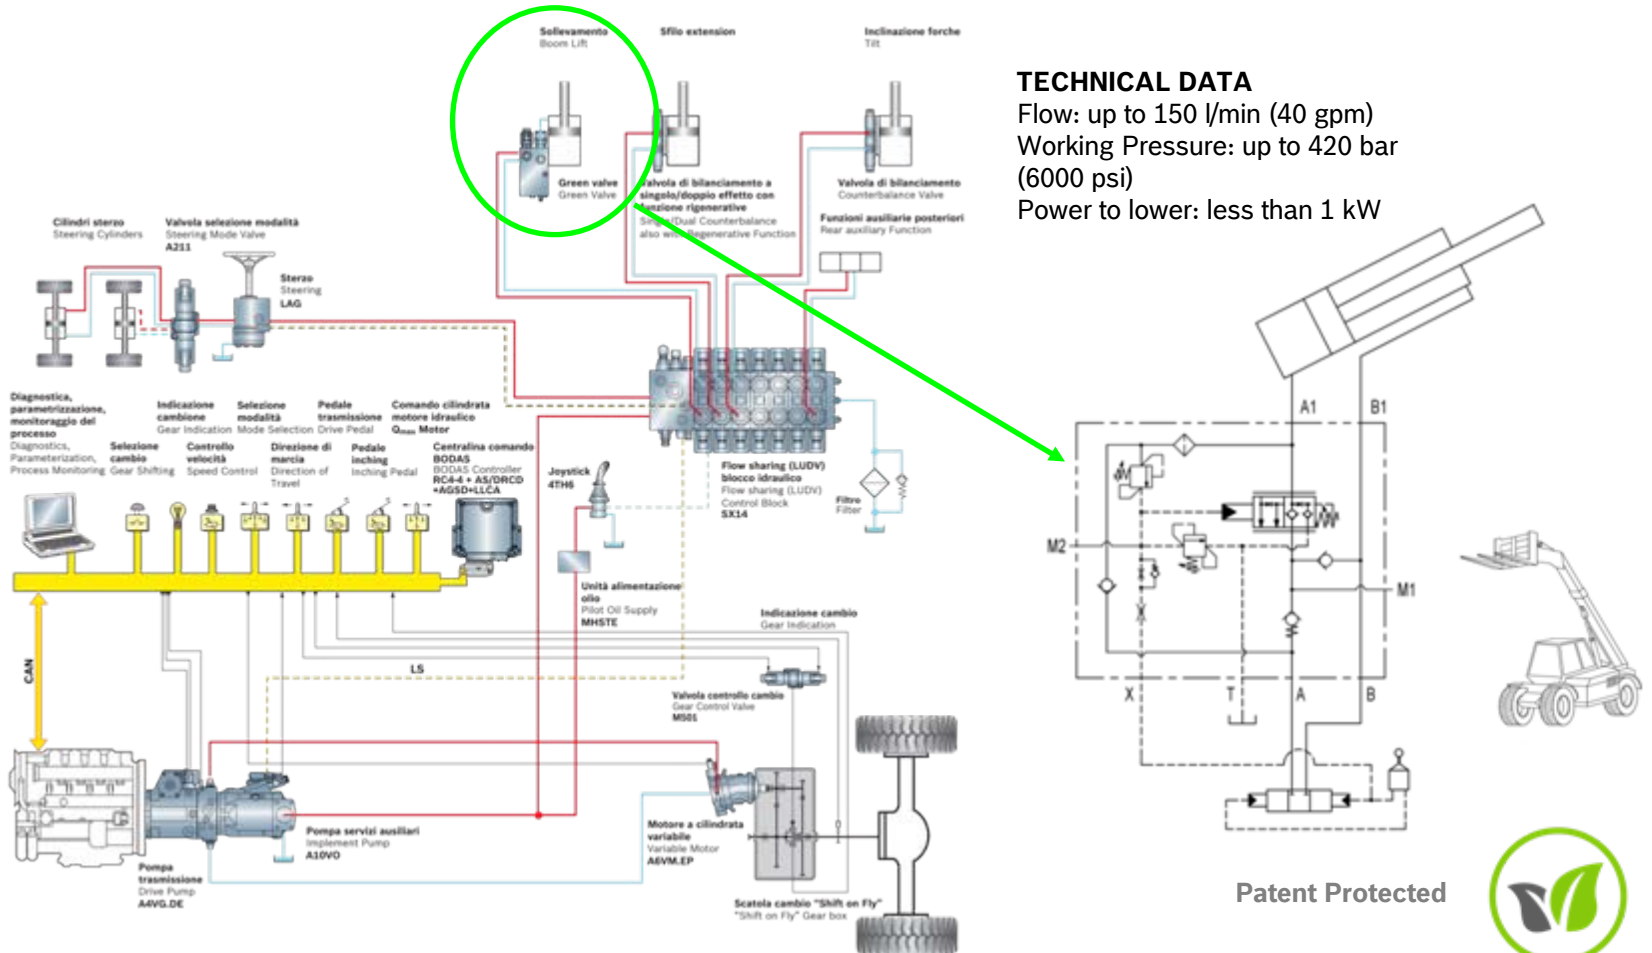 Sollevamento
Boom Lift
Sfilo extension
Inclinazione forche
Tilt
TECHNICAL DATA
Flow: up to 150 l/min (40 gpm)
Working Pressure: up to 420 bar
(6000 psi)
Power to lower: less than 1 kW
Green valve
Green Valve
Valvola di bilanciamento a
singolo/doppio effetto con
funzione rigenerative
Single/Dual Counterbalance
also with Regenerative Function
Valvola di bilanciamento
Counterbalance Valve
Funzioni ausiliarie posteriori
Rear auxiliary Function
Cilindri sterzo
Steering Cylinders
Valvola selezione modalità
Steering Mode Valve
A211
Sterzo
Steering
LAG
Diagnostica,
parametrizzazione,
monitoraggio del
processo
Diagnostics,
Parameterization,
Process Monitoring
Selezione
cambio
Gear Shifting
Indicazione
cambione
Gear Indication
Controllo
velocità
Speed Control
Selezione
modalità
Mode Selection
Direzione di
marcia
Direction of
Travel
Pedale
trasmissione
Drive Pedal
Pedale
inching
Inching Pedal
Comando cilindrata
motore idraulico
Qmax Motor
Centralina comando
BODAS
BODAS Controller
RC4-4 + AS/DRCD
+AGSD+LLCA
Joystick
4TH6
Flow sharing (LUDV)
blocco idraulico
Flow sharing (LUDV)
Control Block
SX14
Filtro
Filter
Unità alimentazione
olio
Pilot Oil Supply
MHSTE
Indicazione cambio
Gear Indication
CAN
LS
Valvola controllo cambio
Gear Control Valve
MS01
Pompa servizi ausiliari
Implement Pump
A10VO
Pompa
trasmissione
Drive Pump
A4VG.DE
Motore a cilindrata
variabile
Variable Motor
A6VM.EP
Scatola cambio "Shift on Fly"
"Shift on Fly" Gear box
A1
B1
M2
M1
X
T
A
B
Patent Protected